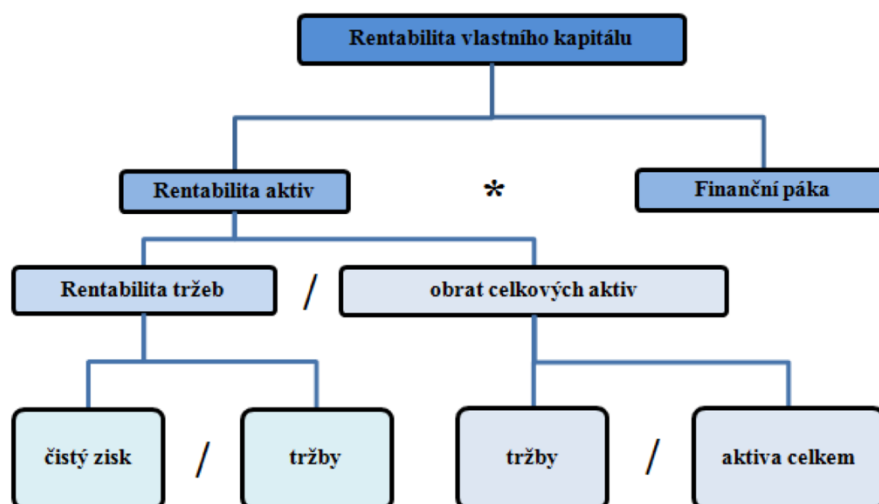 Rentabilita vlastního kapitálu
Rentabilita aktiv * Finanční páka
Rentabilita tržeb / obrat celkových aktiv
čistý zisk / tržby tržby / aktiva celkem